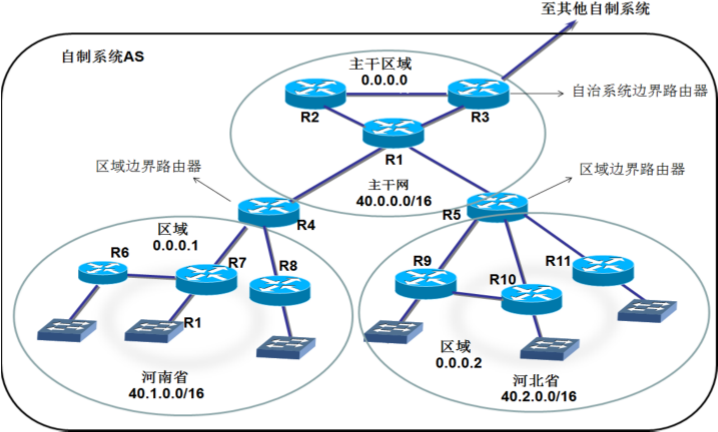 至其他自制系统
自制系统AS
主干区域
0.0.0.0
自治系统边界路由器
R2
R3
R1
区域边界路由器
区域边界路由器
主干网
40.0.0.0/16
R4
R5
区域
0.0.0.1
R6
R7
R8
R9
R10
R11
R1
区域
0.0.0.2
河南省
40.1.0.0/16
河北省
40.2.0.0/16